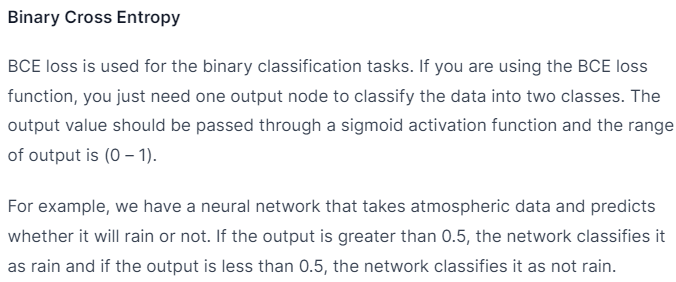 Binary Cross Entropy
BCE loss is used for the binary classification tasks. If you are using the BCE loss
function, you just need one output node to classify the data into two classes. The
output value should be passed through a sigmoid activation function and the range
of output is (0 – 1).
For example, we have a neural network that takes atmospheric data and predicts
whether it will rain or not. If the output is greater than 0.5, the network classifies it
as rain and if the output is less than 0.5, the network classifies it as not rain.